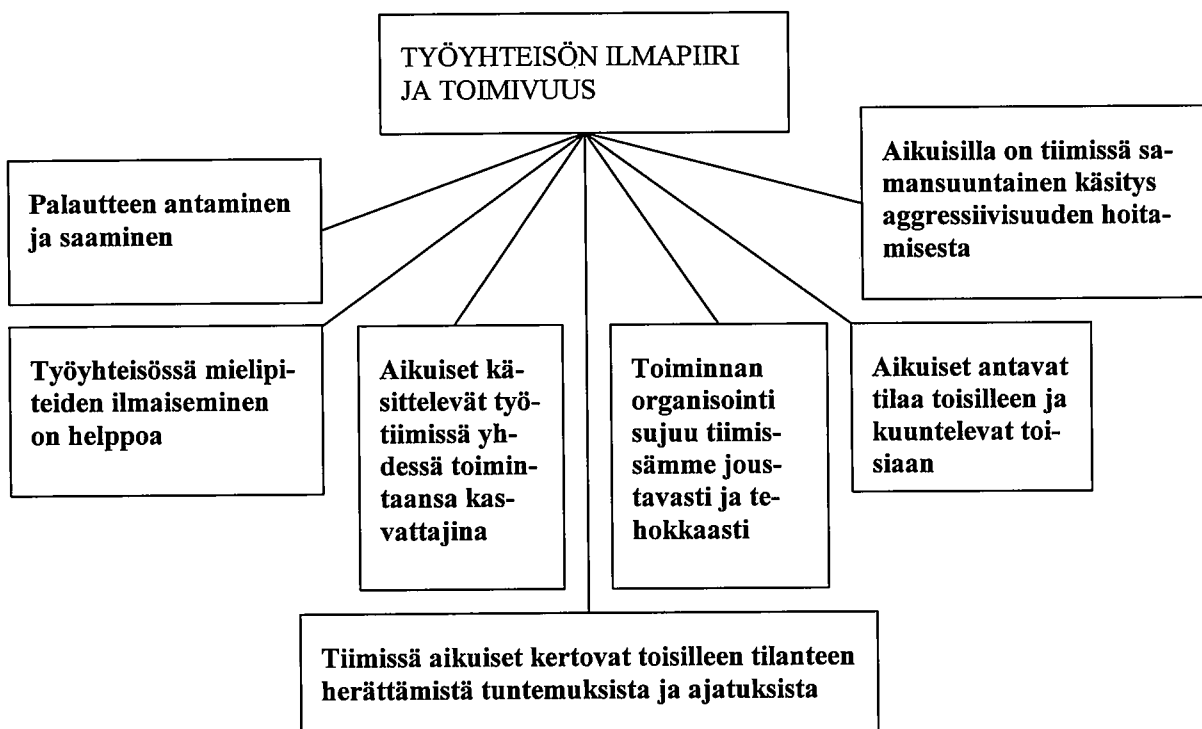 TYÖYHTEISÖN ILMAPIIRI
JA TOIMIVUUS
Palautteen antaminen
ja saaminen
Aikuisilla on tiimissä sa-
mansuuntainen käsitys
aggressiivisuuden hoita-
misesta
Työyhteisössä mielipi-
teiden ilmaiseminen
on helppoa
Aikuiset kä-
sittelevät työ-
tiimissä yh-
dessä toimin-
taansa kas-
vattajina
Toiminnan
organisointi
sujuu tiimis-
sämme jous-
tavasti ja te-
hokkaasti
Aikuiset antavat
tilaa toisilleen ja
kuuntelevat toi-
siaan
Tiimissä aikuiset kertovat toisilleen tilanteen
herättämistä tuntemuksista ja ajatuksista